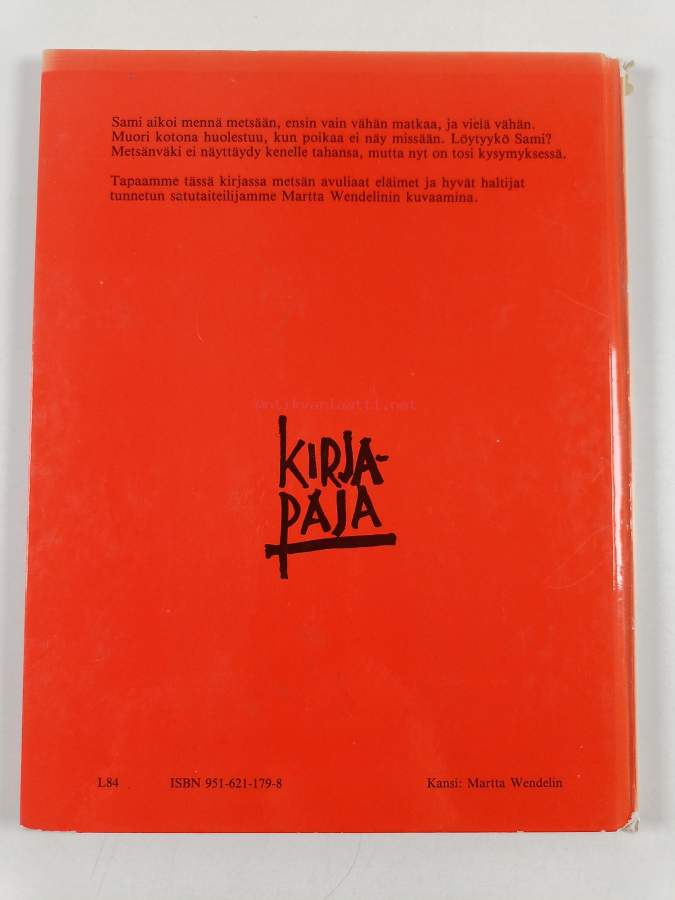 Sami aikoi mennä metsään, ensin vain vähän matkaa, ja vielä vähän.
Muori kotona huolestuu, kun poikaa ei näy missään. Löytyykö Sami?
Metsänväki ei näyttäydy kenelle tahansa, mutta nyt on tosi kysymyksessä.
Tapaamme tässä kirjassa metsän avuliaat eläimet ja hyvät haltijat
tunnetun satutaiteilijamme Martta Wendelinin kuvaamina.
antikvariaatti.net
KIRJA-
PAJA
L84 ISBN 951-621-179-8 Kansi: Martta Wendelin